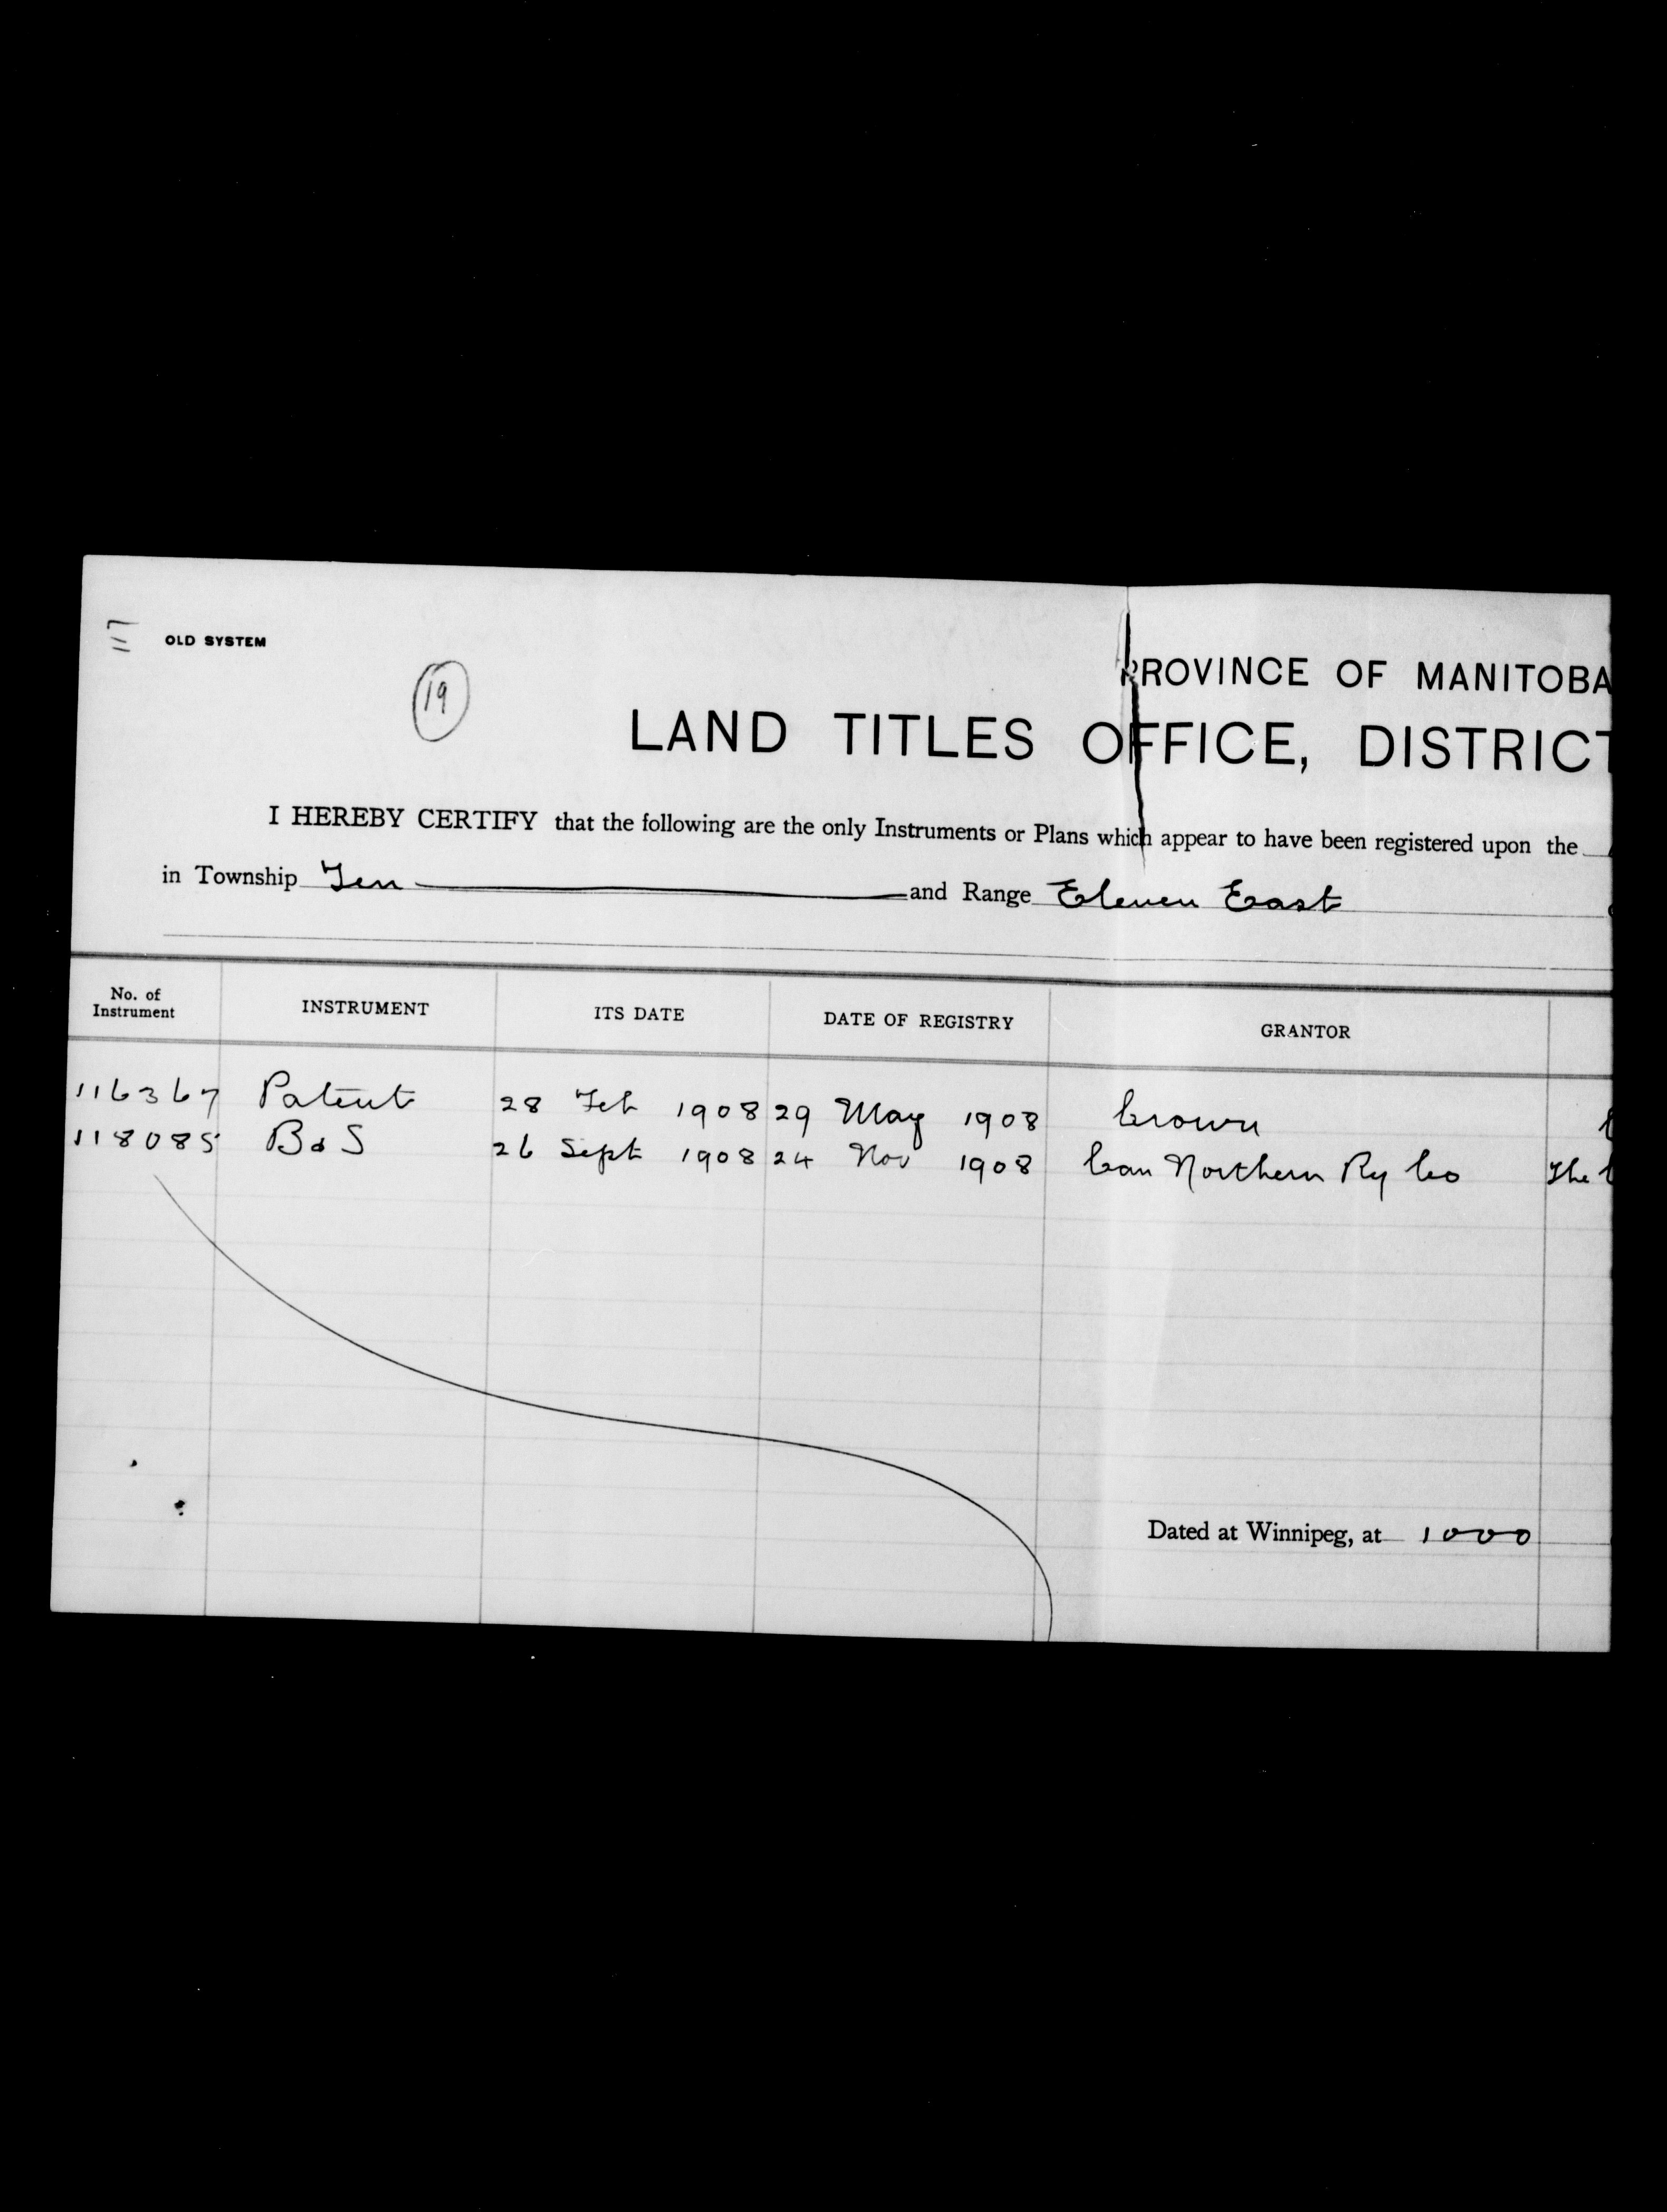 OLD SYSTEM
19
PROVINCE OF MANITOBA
LAND TITLES OFFICE, DISTRICT
I HEREBY CERTIFY that the following are the only Instruments or Plans which appear to have been registered upon the
in Township Ten and Range Eleven East
No. of Instrument INSTRUMENT ITS DATE DATE OF REGISTRY GRANTOR
116367 Patent 28 Feb 1908 29 May 1908 Crown
118085 B&S 26 Sept 1908 24 Nov 1908 Can Northern Ry Co The
Dated at Winnipeg, at 1000